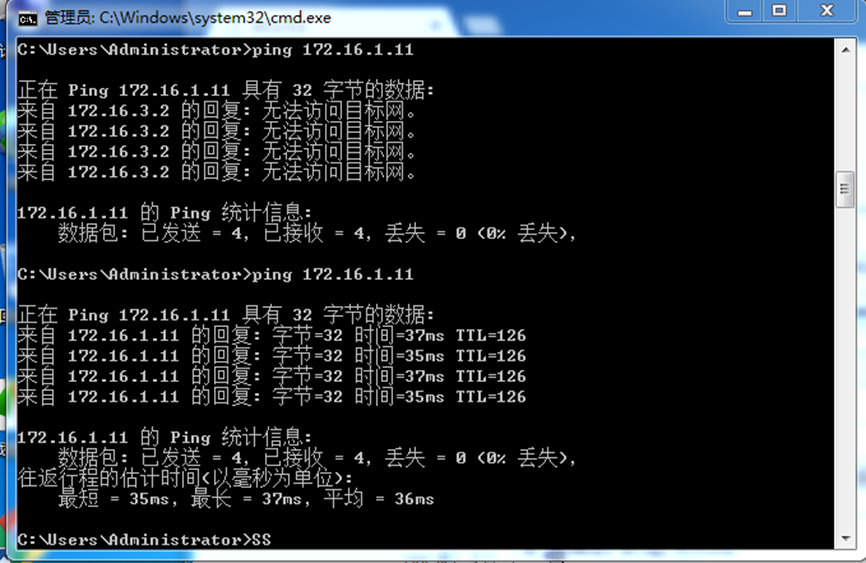 管理员: C:\Windows\system32\cmd.exe
C:\Users\Administrator>ping 172.16.1.11
正在 Ping 172.16.1.11 具有 32 字节的数据:
来自 172.16.3.2 的回复: 无法访问目标网。
来自 172.16.3.2 的回复: 无法访问目标网。
来自 172.16.3.2 的回复: 无法访问目标网。
来自 172.16.3.2 的回复: 无法访问目标网。
172.16.1.11 的 Ping 统计信息:
数据包: 已发送 = 4, 已接收 = 4, 丢失 = 0 (0% 丢失),
C:\Users\Administrator>ping 172.16.1.11
正在 Ping 172.16.1.11 具有 32 字节的数据:
来自 172.16.1.11 的回复: 字节=32 时间=37ms TTL=126
来自 172.16.1.11 的回复: 字节=32 时间=35ms TTL=126
来自 172.16.1.11 的回复: 字节=32 时间=37ms TTL=126
来自 172.16.1.11 的回复: 字节=32 时间=35ms TTL=126
172.16.1.11 的 Ping 统计信息:
数据包: 已发送 = 4, 已接收 = 4, 丢失 = 0 (0% 丢失),
往返行程的估计时间(以毫秒为单位):
最短 = 35ms, 最长 = 37ms, 平均 = 36ms
C:\Users\Administrator>SS